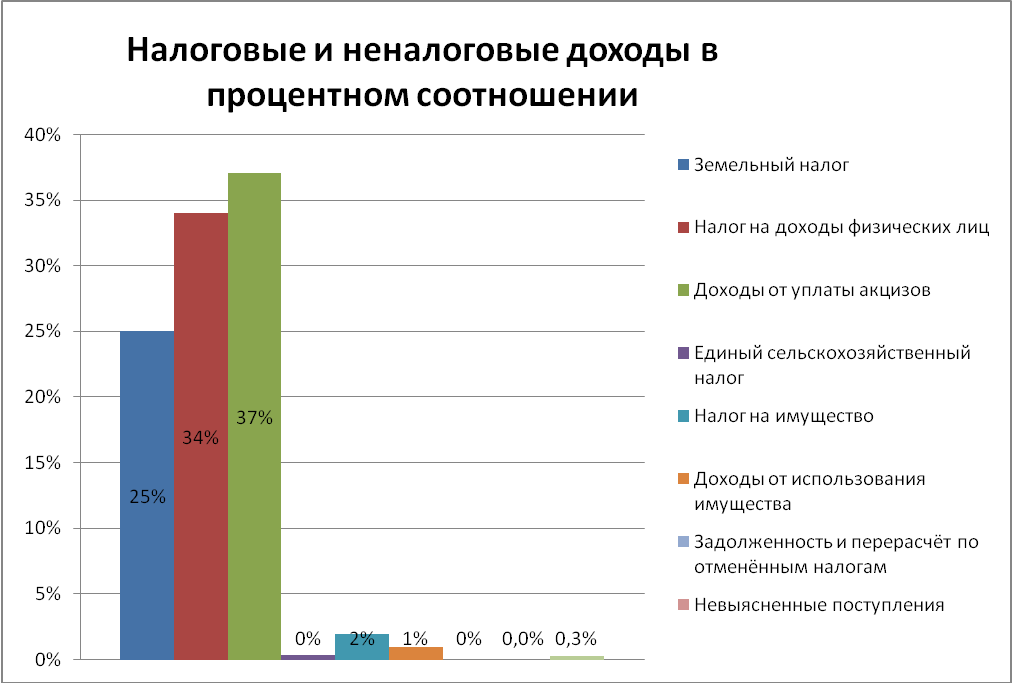 Налоговые и неналоговые доходы в
процентном соотношении
40%
35%
30%
25%
20%
15%
10%
5%
0%
25%
34%
37%
0%
2%
1%
0%
0,0%
0,3%
Земельный налог
Налог на доходы физических лиц
Доходы от уплаты акцизов
Единый сельскохозяйственный
налог
Налог на имущество
Доходы от использования
имущества
Задолженность и перерасчёт по
отменённым налогам
Невыясненные поступления